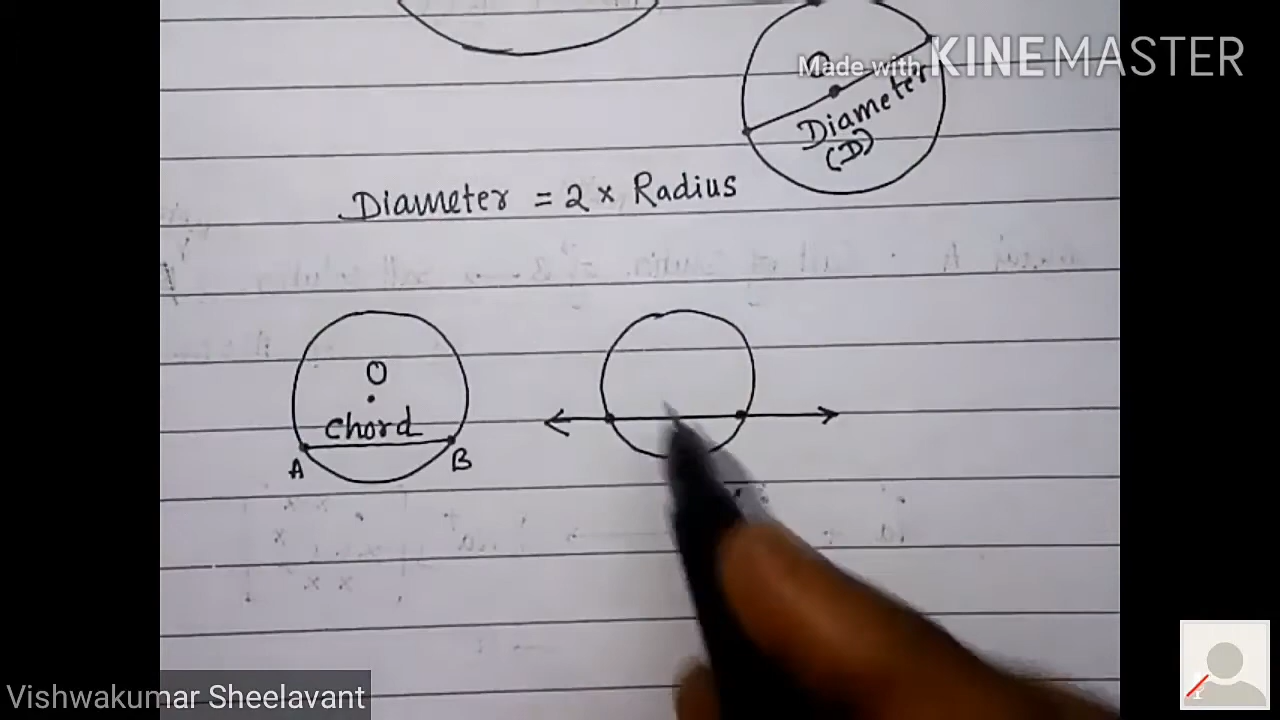 Made with KINEMASTER
O
Diameter
(D)
Diameter = 2 × Radius
O
chord
A
B
Vishwakumar Sheelavant